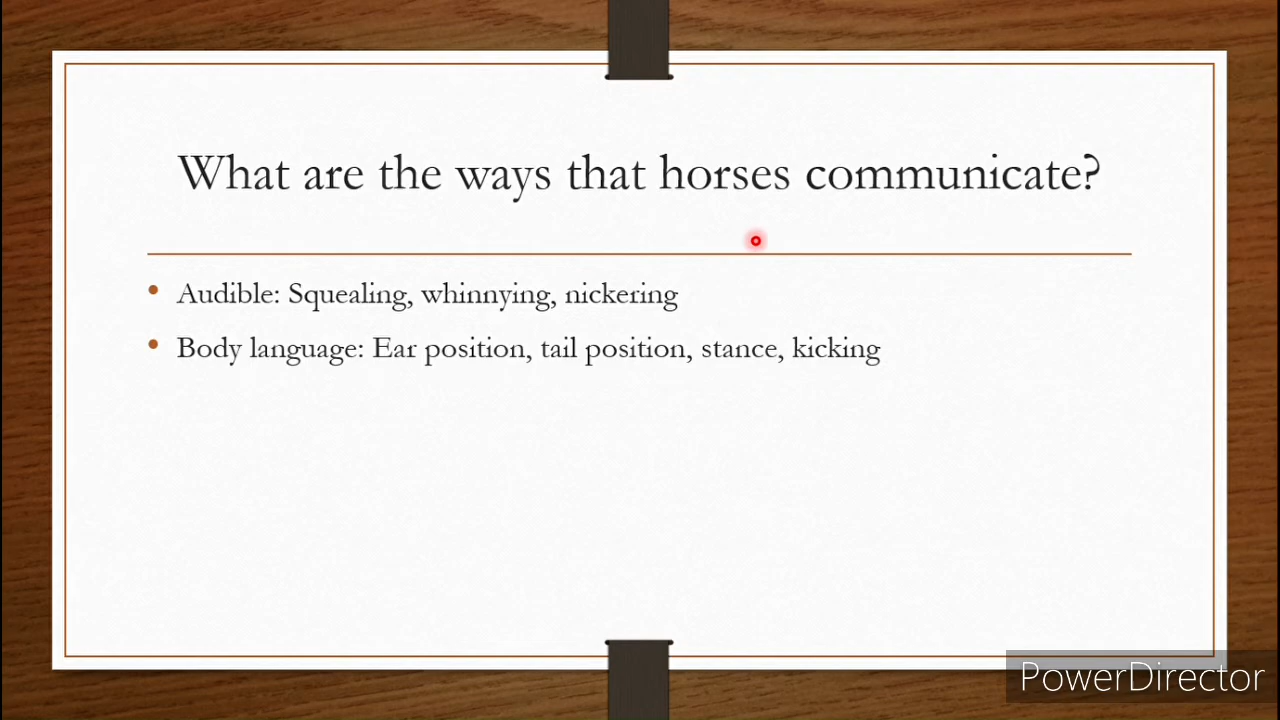 What are the ways that horses communicate?
• Audible: Squealing, whinnying, nickering
• Body language: Ear position, tail position, stance, kicking
PowerDirector